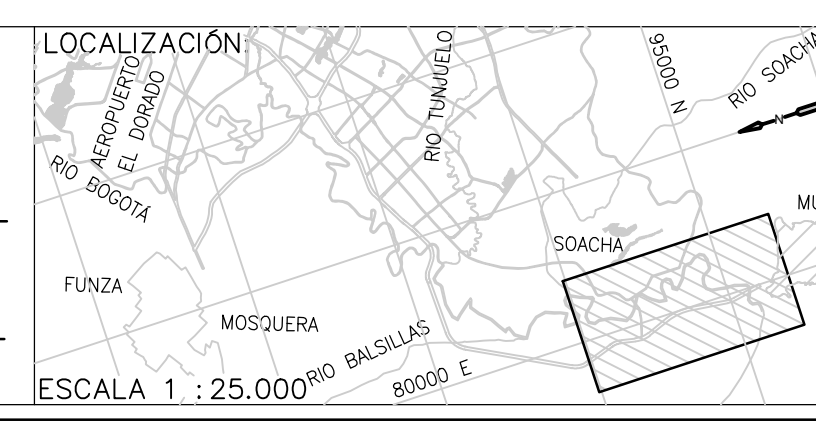 LOCALIZACIÓN:
AEROPUERTO
EL DORADO
RIO TUNJUELO
95000 N
RIO SOACHA
N
RIO BOGOTÁ
MU
SOACHA
FUNZA
MOSQUERA
RIO BALSILLAS
80000 E
ESCALA 1 : 25.000